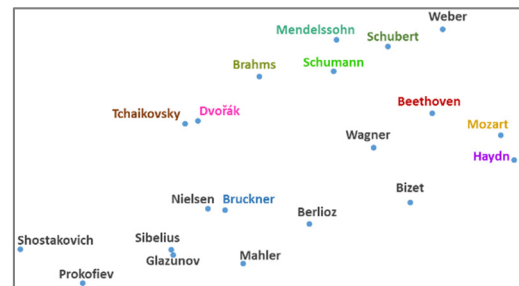 Weber
Mendelssohn
Schubert
Brahms
Schumann
Tchaikovsky
Dvořák
Beethoven
Mozart
Wagner
Haydn
Bizet
Nielsen
Bruckner
Berlioz
Shostakovich
Sibelius
Glazunov
Mahler
Prokofiev